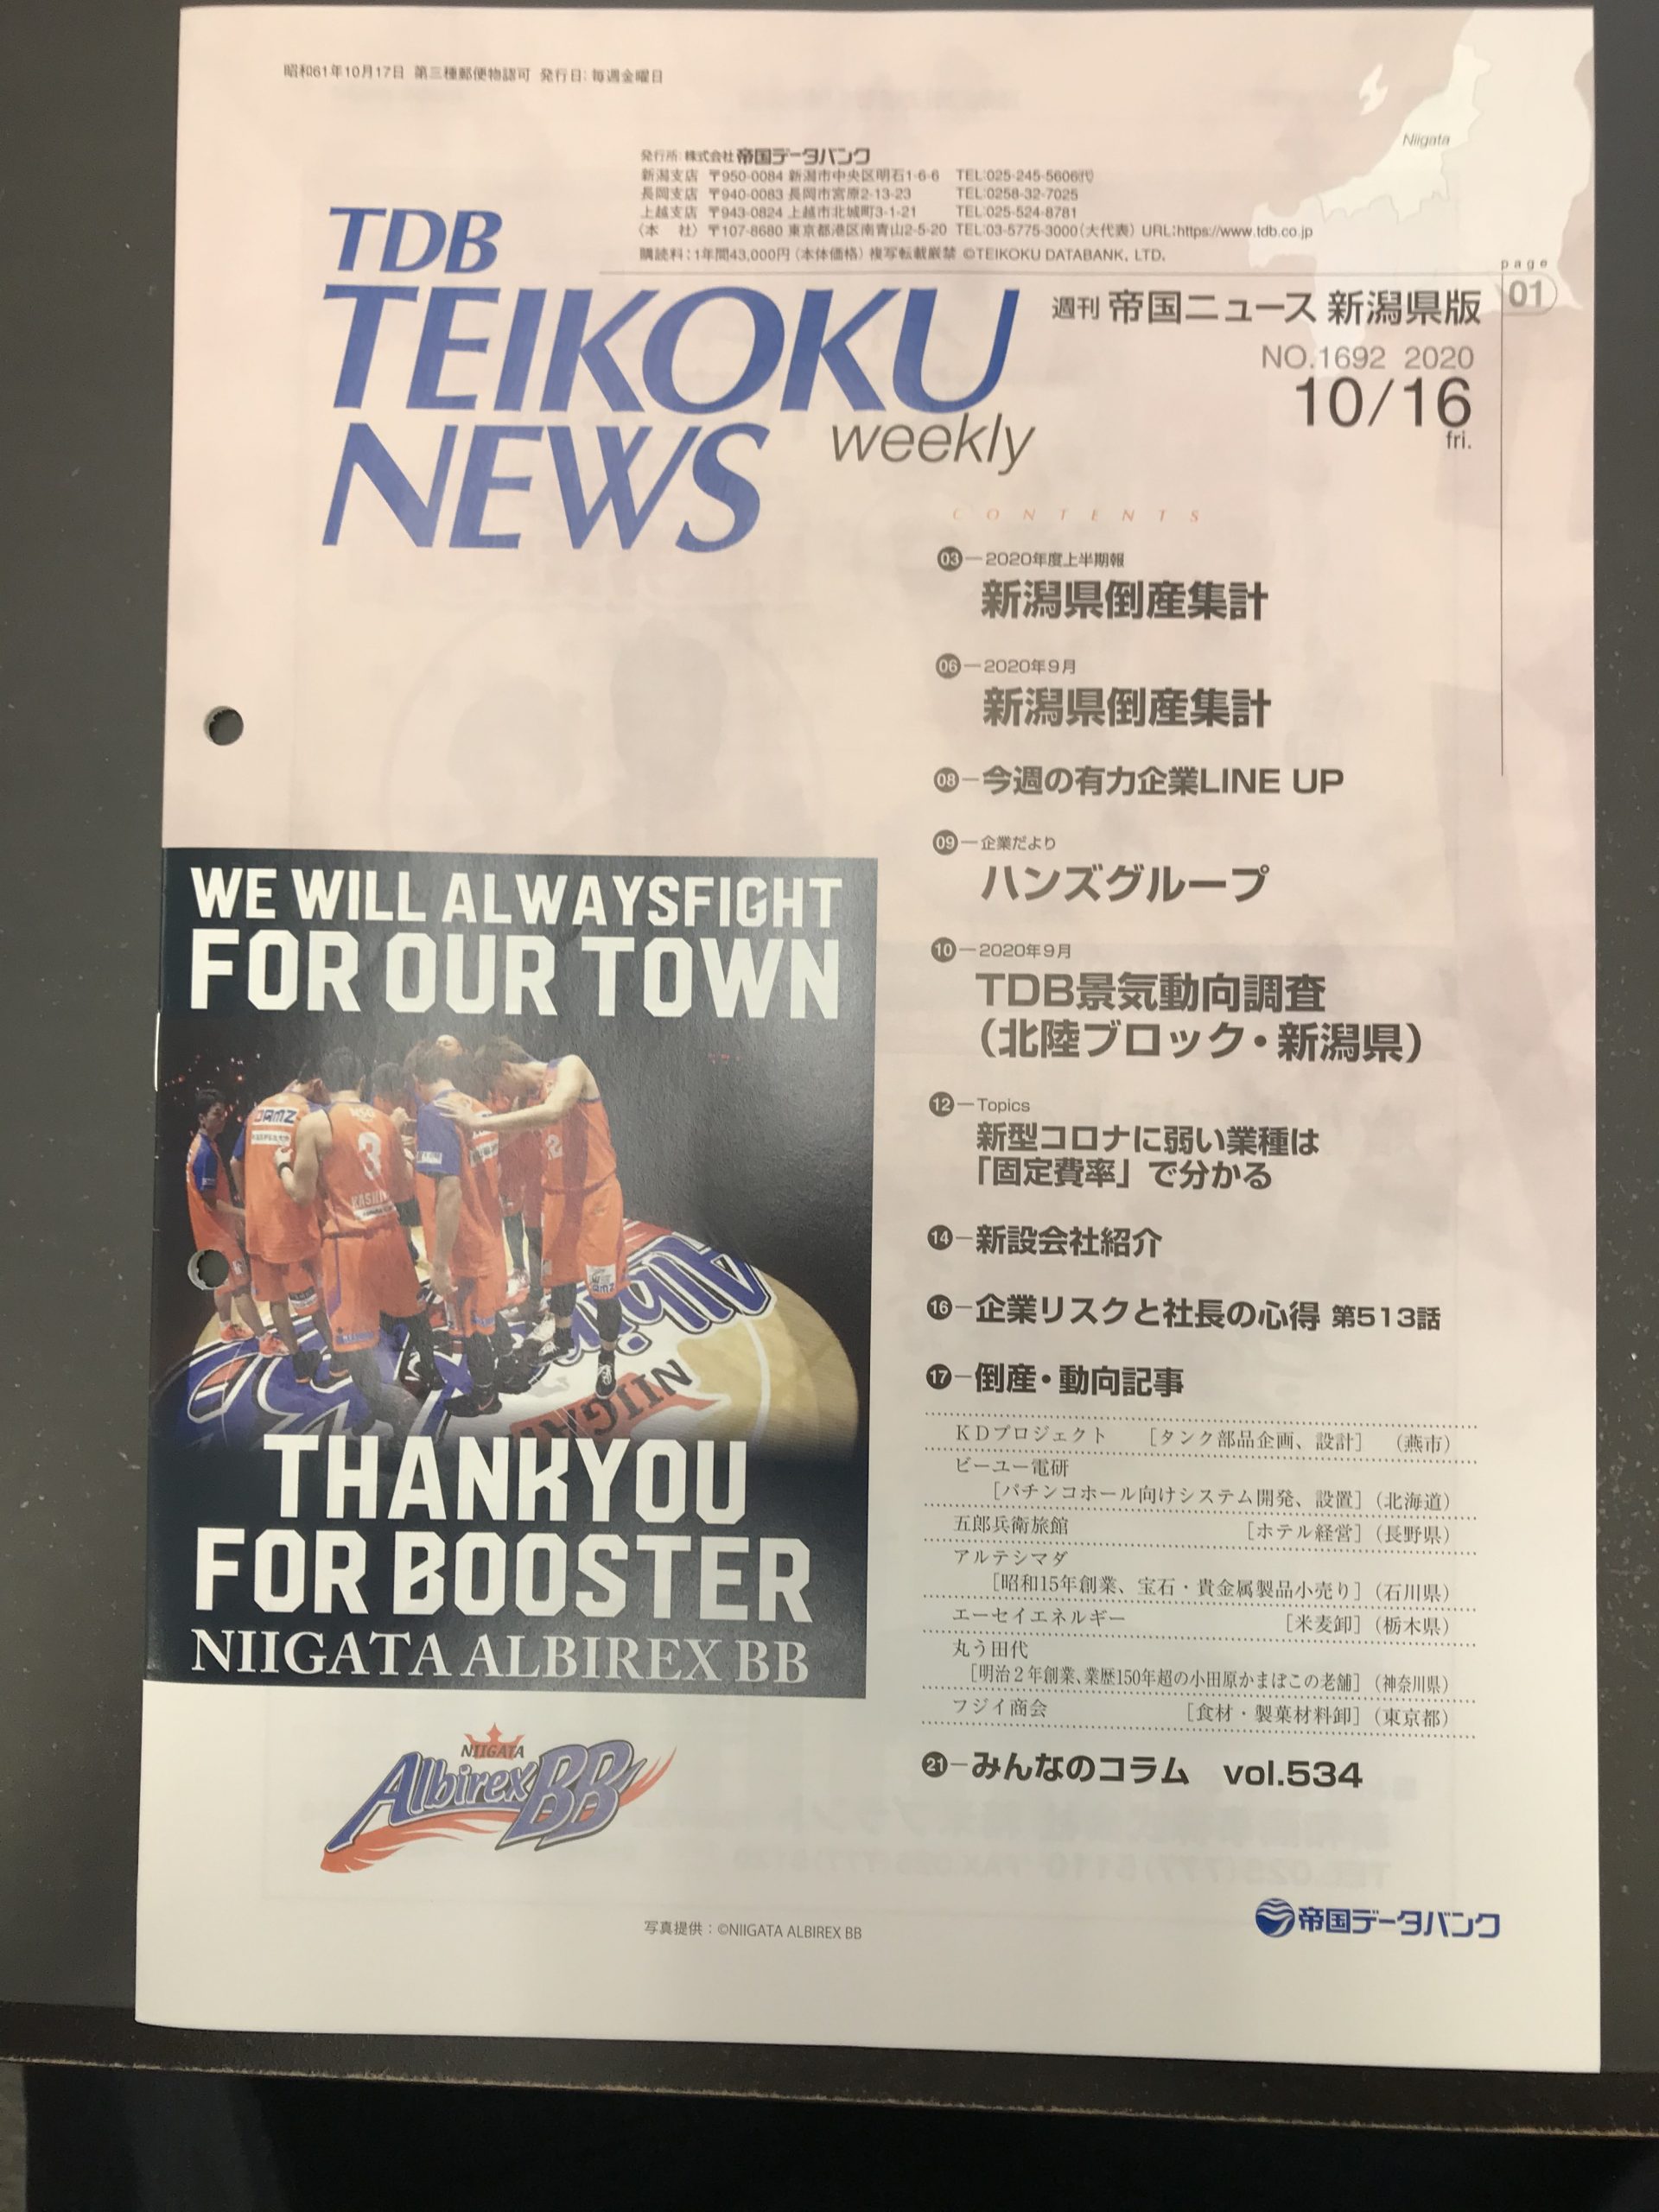 昭和61年10月17日 第三種郵便物認可 発行日：毎週金曜日
Niigata
発行所：株式会社 帝国データバンク
新潟支店 〒950-0084 新潟市中央区明石1-6-6 TEL:025-245-5606㈹
長岡支店 〒940-0083 長岡市宮原2-13-23 TEL:0258-32-7025
上越支店 〒943-0824 上越市北城町3-1-21 TEL:025-524-8781
〈本 社〉〒107-8680 東京都港区南青山2-5-20 TEL:03-5775-3000（大代表）URL:https://www.tdb.co.jp
購読料：1年間43,000円（本体価格）複写転載厳禁 ©TEIKOKU DATABANK, LTD.
page
01
TDB
TEIKOKU
NEWS
weekly
週刊 帝国ニュース 新潟県版
NO.1692 2020
10/16
fri.
CONTENTS
03－2020年度上半期報
新潟県倒産集計
06－2020年9月
新潟県倒産集計
08－今週の有力企業LINE UP
09－企業だより
ハンズグループ
10－2020年9月
TDB景気動向調査
（北陸ブロック・新潟県）
12－Topics
新型コロナに弱い業種は
「固定費率」で分かる
14－新設会社紹介
16－企業リスクと社長の心得 第513話
17－倒産・動向記事
KDプロジェクト ［タンク部品企画、設計］（燕市）
ビーユー電研
［パチンコホール向けシステム開発、設置］（北海道）
五郎兵衛旅館 ［ホテル経営］（長野県）
アルテシマダ
［昭和15年創業、宝石・貴金属製品小売り］（石川県）
エーセイエネルギー ［米麦卸］（栃木県）
丸う田代
［明治2年創業、業歴150年超の小田原かまぼこの老舗］（神奈川県）
フジイ商会 ［食材・製菓材料卸］（東京都）
21－みんなのコラム vol.534
WE WILL ALWAYSFIGHT
FOR OUR TOWN
3
THANKYOU
FOR BOOSTER
NIIGATA ALBIREX BB
NIIGATA
Albirex BB
写真提供：©NIIGATA ALBIREX BB
帝国データバンク